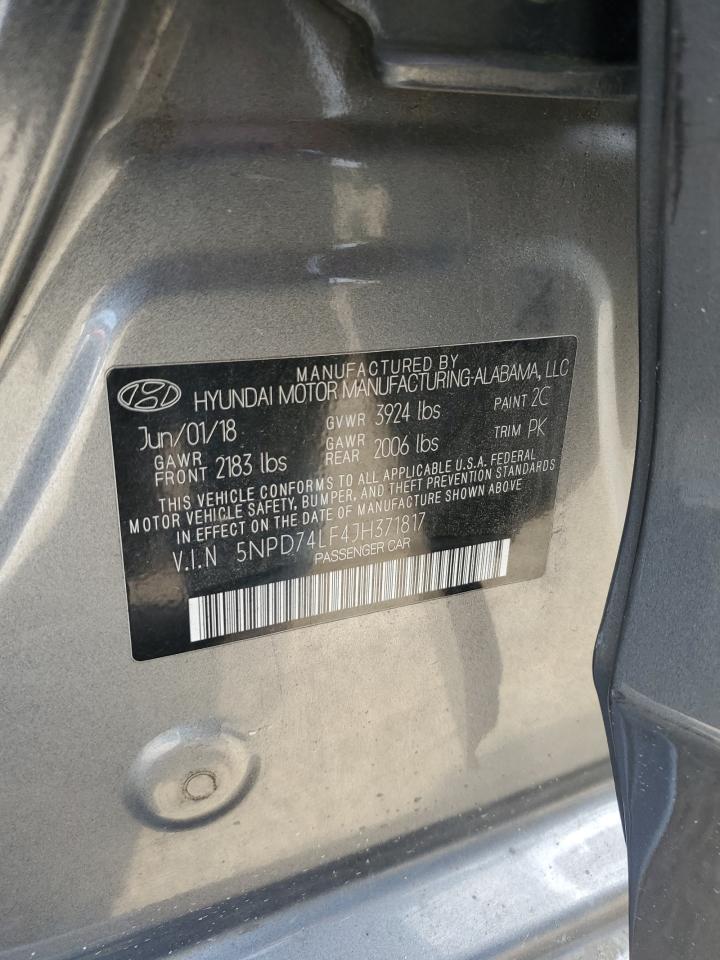 MANUFACTURED BY
HYUNDAI MOTOR MANUFACTURING-ALABAMA, LLC
Jun/01/18 GVWR 3924 lbs PAINT 2C
GAWR FRONT 2183 lbs GAWR REAR 2006 lbs TRIM PK
THIS VEHICLE CONFORMS TO ALL APPLICABLE U.S.A. FEDERAL
MOTOR VEHICLE SAFETY, BUMPER, AND THEFT PREVENTION STANDARDS
IN EFFECT ON THE DATE OF MANUFACTURE SHOWN ABOVE
V.I.N 5NPD74LF4JH371817
PASSENGER CAR